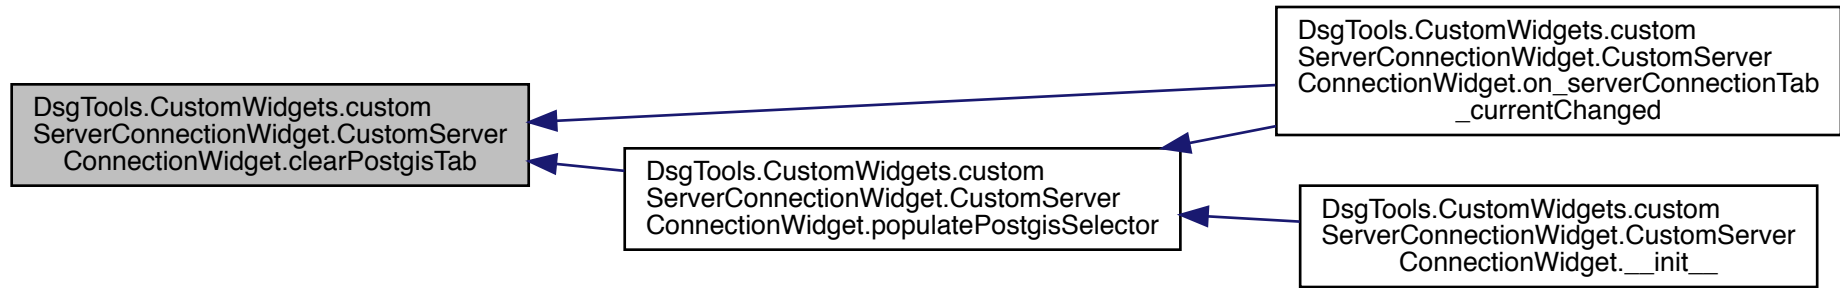 DsgTools.CustomWidgets.custom
ServerConnectionWidget.CustomServer
ConnectionWidget.clearPostgisTab
DsgTools.CustomWidgets.custom
ServerConnectionWidget.CustomServer
ConnectionWidget.populatePostgisSelector
DsgTools.CustomWidgets.custom
ServerConnectionWidget.CustomServer
ConnectionWidget.on_serverConnectionTab
_currentChanged
DsgTools.CustomWidgets.custom
ServerConnectionWidget.CustomServer
ConnectionWidget.__init__